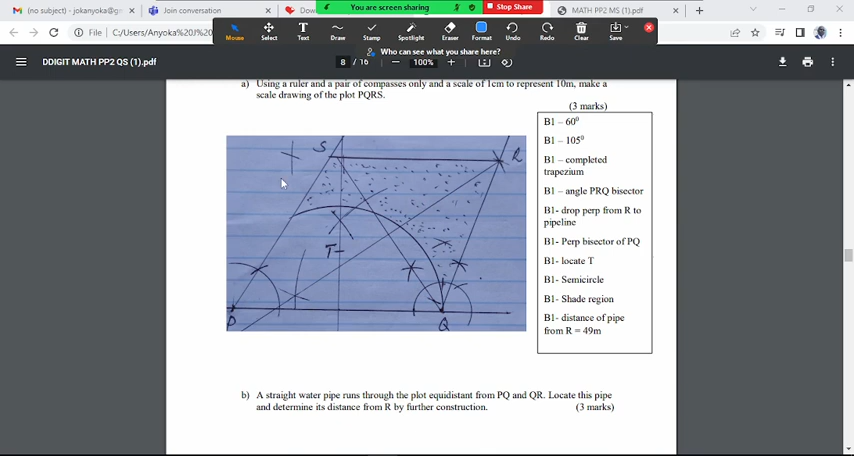 (no subject) - jokanyoka@g
Join conversation
Dow
You are screen sharing
Stop Share
MATH PP2 MS (1).pdf
File
C:/Users/Anyoka%20J%20
Mouse
Select
Text
Draw
Stamp
Spotlight
Eraser
Format
Undo
Redo
Clear
Save
Who can see what you share here?
DDIGIT MATH PP2 QS (1).pdf
8 / 16
100%
a) Using a ruler and a pair of compasses only and a scale of 1cm to represent 10m, make a
scale drawing of the plot PQRS.
(3 marks)
S
R
T
P
Q
B1 – 60⁰
B1 – 105⁰
B1 – completed
trapezium
B1 – angle PRQ bisector
B1- drop perp from R to
pipeline
B1- Perp bisector of PQ
B1- locate T
B1 - Semicircle
B1- Shade region
B1- distance of pipe
from R = 49m
b) A straight water pipe runs through the plot equidistant from PQ and QR. Locate this pipe
and determine its distance from R by further construction.
(3 marks)